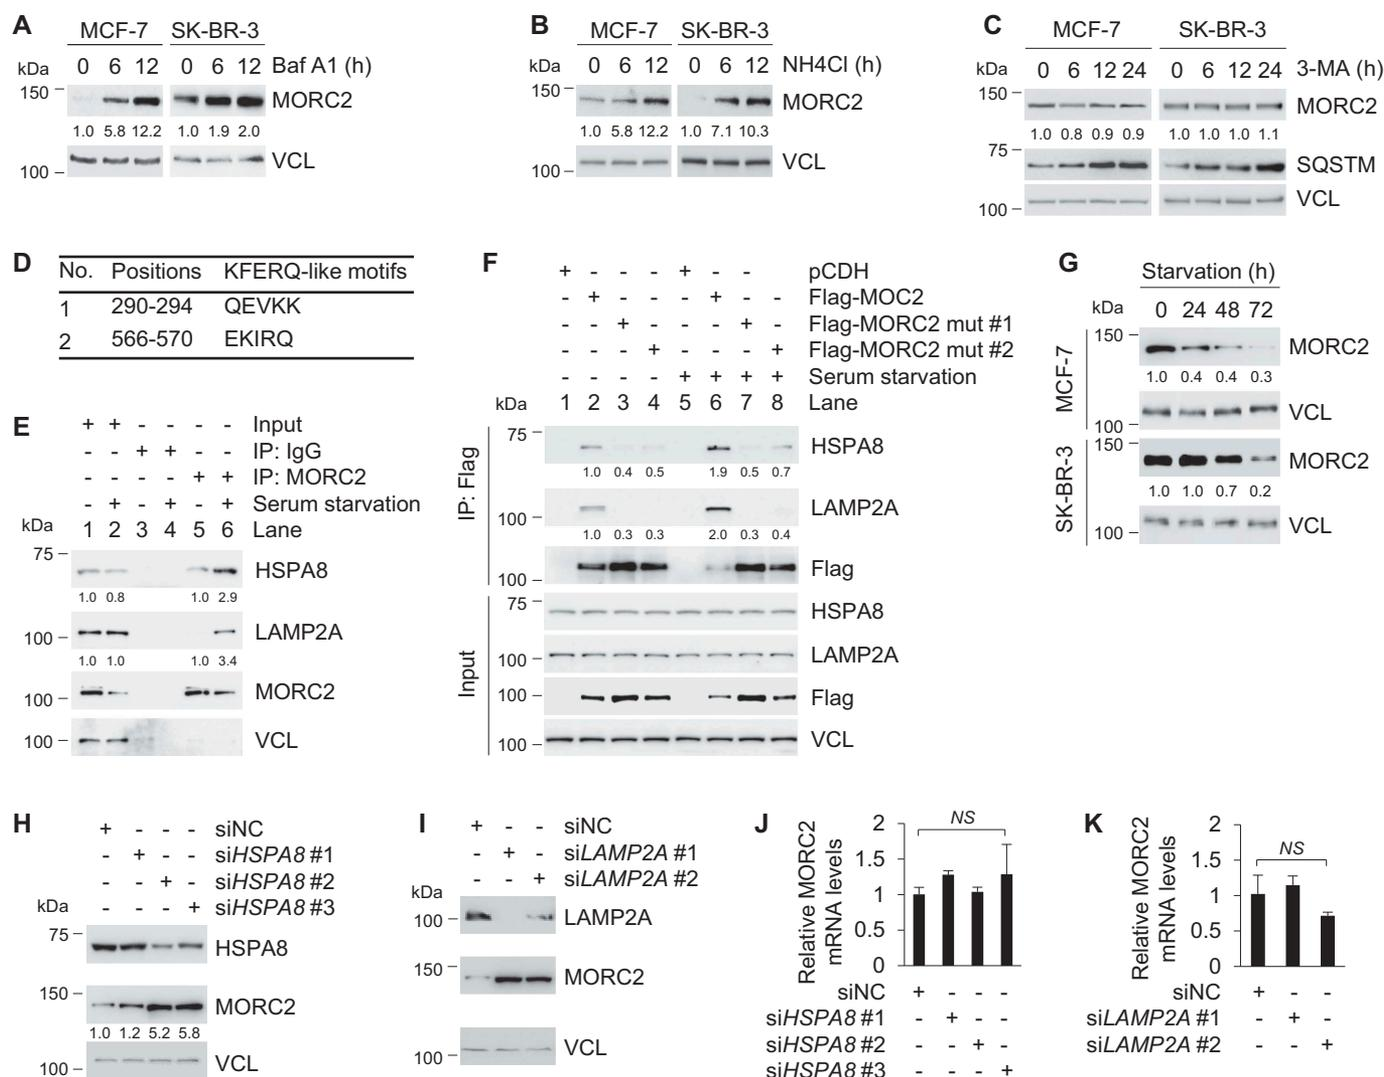 A
MCF-7 SK-BR-3
kDa 0 6 12 0 6 12 Baf A1 (h)
150 MORC2
1.0 5.8 12.2 1.0 1.9 2.0
100 VCL
B
MCF-7 SK-BR-3
kDa 0 6 12 0 6 12 NH4Cl (h)
150 MORC2
1.0 5.8 12.2 1.0 7.1 10.3
100 VCL
C
MCF-7 SK-BR-3
kDa 0 6 12 24 0 6 12 24 3-MA (h)
150 MORC2
1.0 0.8 0.9 0.9 1.0 1.0 1.0 1.1
75 SQSTM
100 VCL
D
No. Positions KFERQ-like motifs
1 290-294 QEVKK
2 566-570 EKIRQ
E
+ + - - - - Input
- - + + - - IP: IgG
- - - - + + IP: MORC2
- + - + - + Serum starvation
kDa 1 2 3 4 5 6 Lane
75 HSPA8
1.0 0.8 1.0 2.9
100 LAMP2A
1.0 1.0 1.0 3.4
100 MORC2
100 VCL
F
+ - - - + - - - pCDH
- + - - - + - - Flag-MOC2
- - + - - - + - Flag-MORC2 mut #1
- - - + - - - + Flag-MORC2 mut #2
- - - - + + + + Serum starvation
kDa 1 2 3 4 5 6 7 8 Lane
IP: Flag
75 HSPA8
1.0 0.4 0.5 1.9 0.5 0.7
100 LAMP2A
1.0 0.3 0.3 2.0 0.3 0.4
100 Flag
Input
75 HSPA8
100 LAMP2A
100 Flag
100 VCL
G
Starvation (h)
kDa 0 24 48 72
MCF-7
150 MORC2
1.0 0.4 0.4 0.3
100 VCL
SK-BR-3
150 MORC2
1.0 1.0 0.7 0.2
100 VCL
H
+ - - - siNC
- + - - siHSPA8 #1
- - + - siHSPA8 #2
kDa - - - + siHSPA8 #3
75 HSPA8
150 MORC2
1.0 1.2 5.2 5.8
100 VCL
I
+ - - siNC
- + - siLAMP2A #1
- - + siLAMP2A #2
kDa
100 LAMP2A
150 MORC2
100 VCL
J
Relative MORC2
mRNA levels
2
1.5
1
0.5
0
NS
siNC + - - -
siHSPA8 #1 - + - -
siHSPA8 #2 - - + -
siHSPA8 #3 - - - +
K
Relative MORC2
mRNA levels
2
1.5
1
0.5
0
NS
siNC + - -
siLAMP2A #1 - + -
siLAMP2A #2 - - +